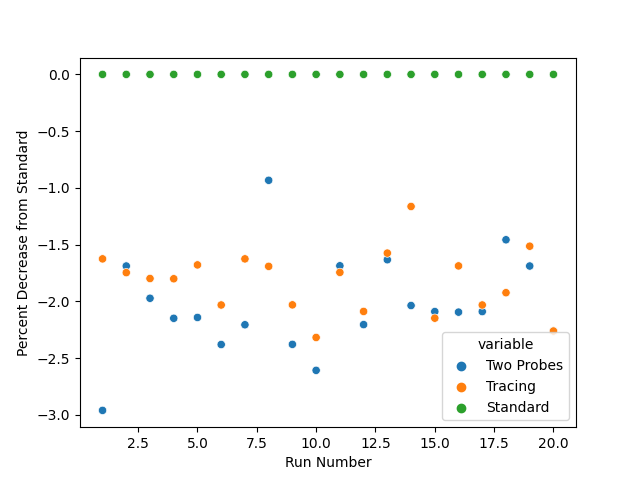 0.0
−0.5
−1.0
−1.5
−2.0
−2.5
−3.0
Percent Decrease from Standard
variable
Two Probes
Tracing
Standard
2.5 5.0 7.5 10.0 12.5 15.0 17.5 20.0
Run Number